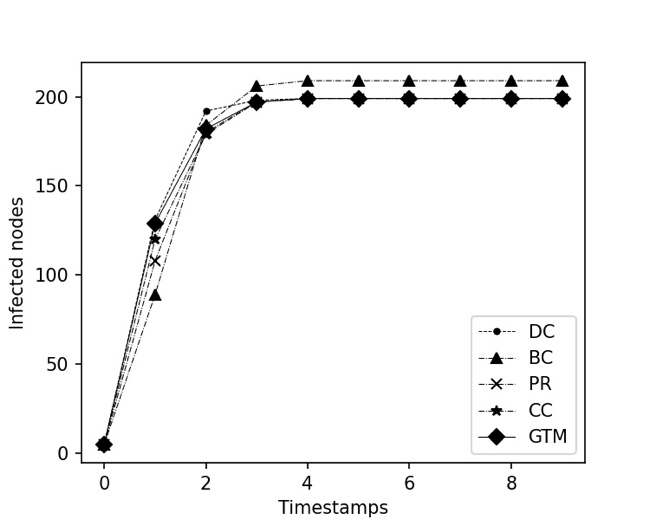 200
150
100
50
0
0 2 4 6 8
Infected nodes
Timestamps
DC
BC
PR
CC
GTM